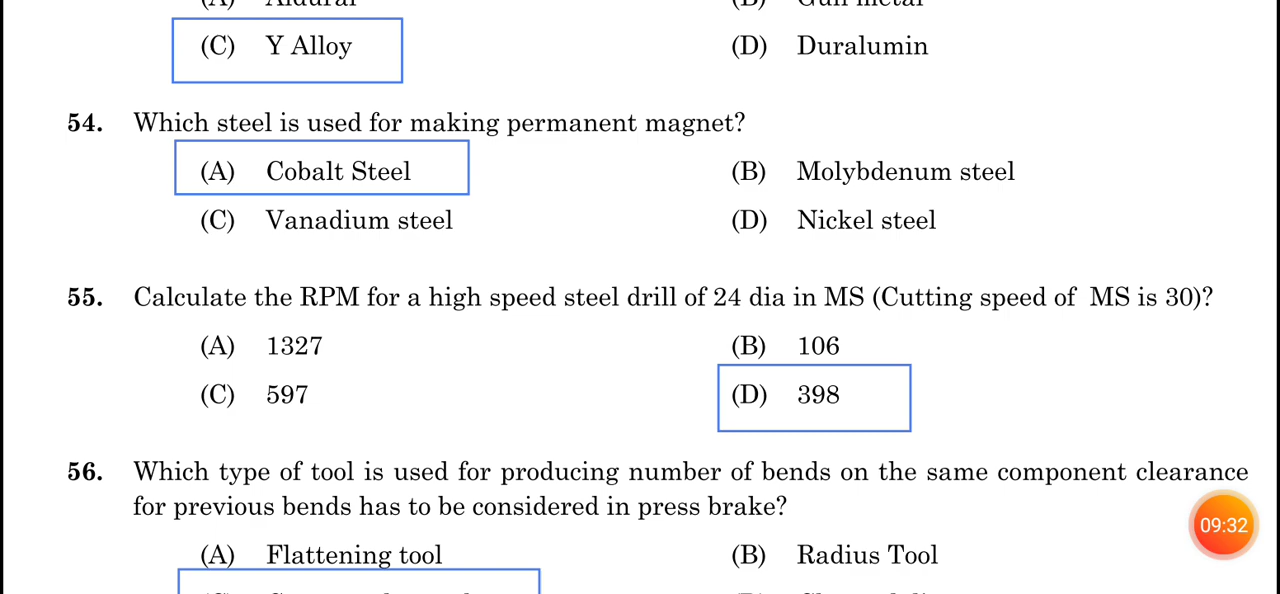 (C) Y Alloy (D) Duralumin
54. Which steel is used for making permanent magnet?
(A) Cobalt Steel (B) Molybdenum steel
(C) Vanadium steel (D) Nickel steel
55. Calculate the RPM for a high speed steel drill of 24 dia in MS (Cutting speed of MS is 30)?
(A) 1327 (B) 106
(C) 597 (D) 398
56. Which type of tool is used for producing number of bends on the same component clearance
for previous bends has to be considered in press brake?
09:32
(A) Flattening tool (B) Radius Tool